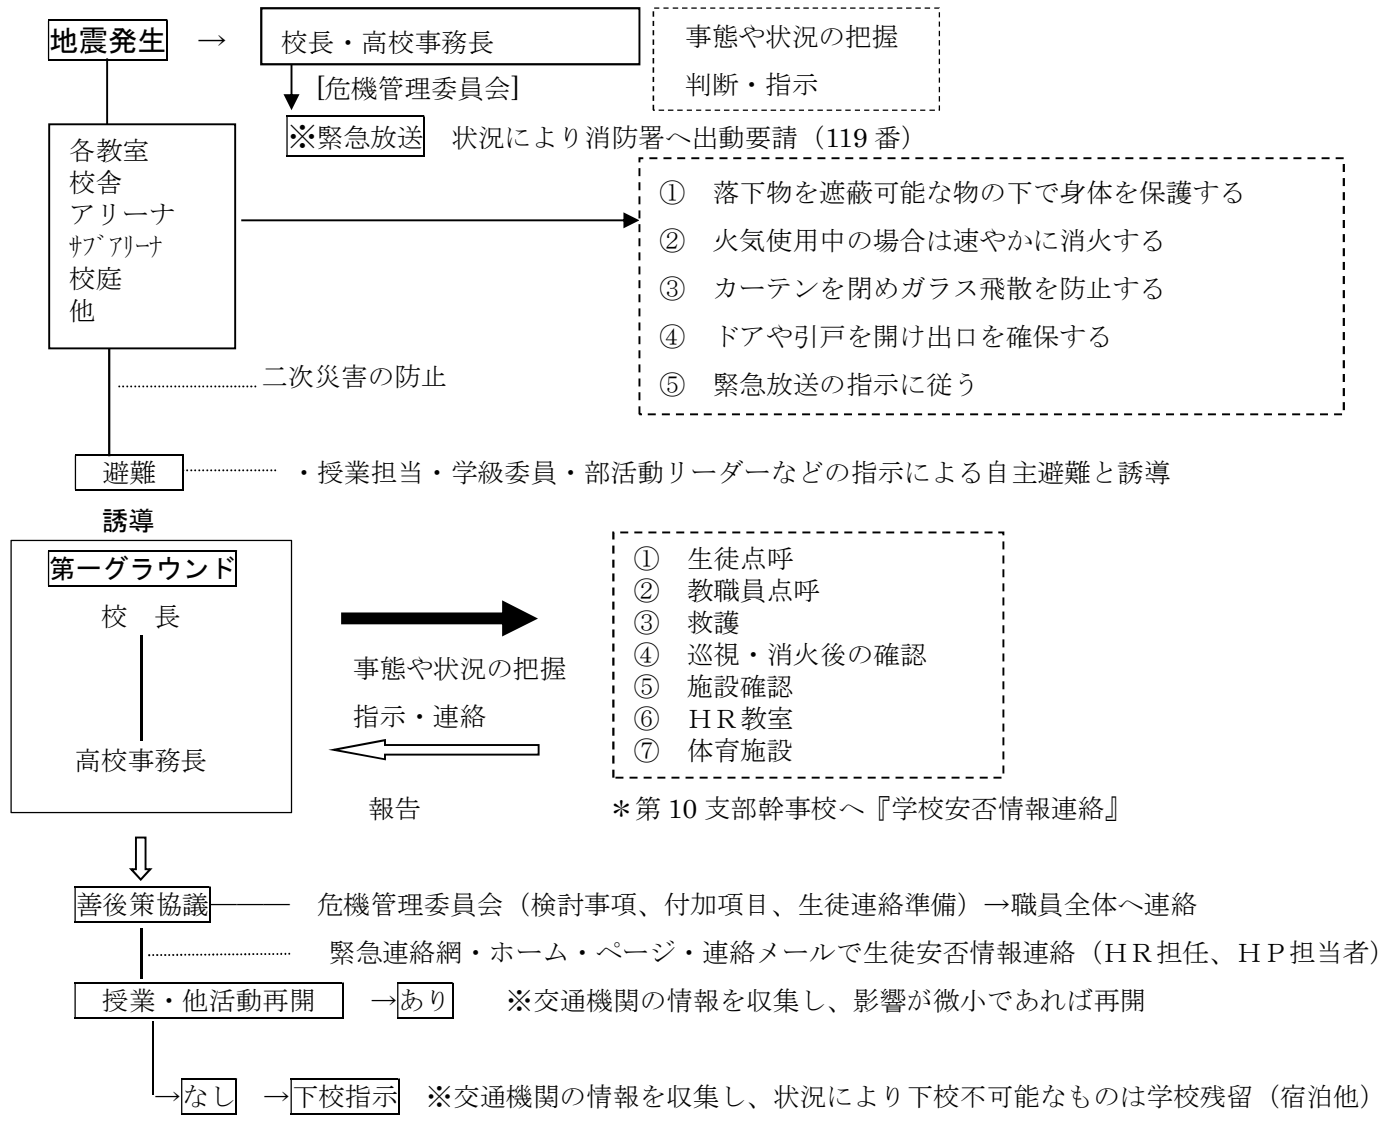 地震発生 → 校長・高校事務長
事態や状況の把握
判断・指示
[危機管理委員会]
※緊急放送 状況により消防署へ出動要請（119 番）
各教室
校舎
アリーナ
ｻﾌﾞｱﾘｰﾅ
校庭
他
① 落下物を遮蔽可能な物の下で身体を保護する
② 火気使用中の場合は速やかに消火する
③ カーテンを閉めガラス飛散を防止する
④ ドアや引戸を開け出口を確保する
⑤ 緊急放送の指示に従う
二次災害の防止
避難 ・授業担当・学級委員・部活動リーダーなどの指示による自主避難と誘導
誘導
第一グラウンド
校 長
高校事務長
事態や状況の把握
指示・連絡
報告
① 生徒点呼
② 教職員点呼
③ 救護
④ 巡視・消火後の確認
⑤ 施設確認
⑥ ＨＲ教室
⑦ 体育施設
＊第 10 支部幹事校へ『学校安否情報連絡』
善後策協議 危機管理委員会（検討事項、付加項目、生徒連絡準備）→職員全体へ連絡
緊急連絡網・ホーム・ページ・連絡メールで生徒安否情報連絡（ＨＲ担任、ＨＰ担当者）
授業・他活動再開 →あり ※交通機関の情報を収集し、影響が微小であれば再開
→なし →下校指示 ※交通機関の情報を収集し、状況により下校不可能なものは学校残留（宿泊他）